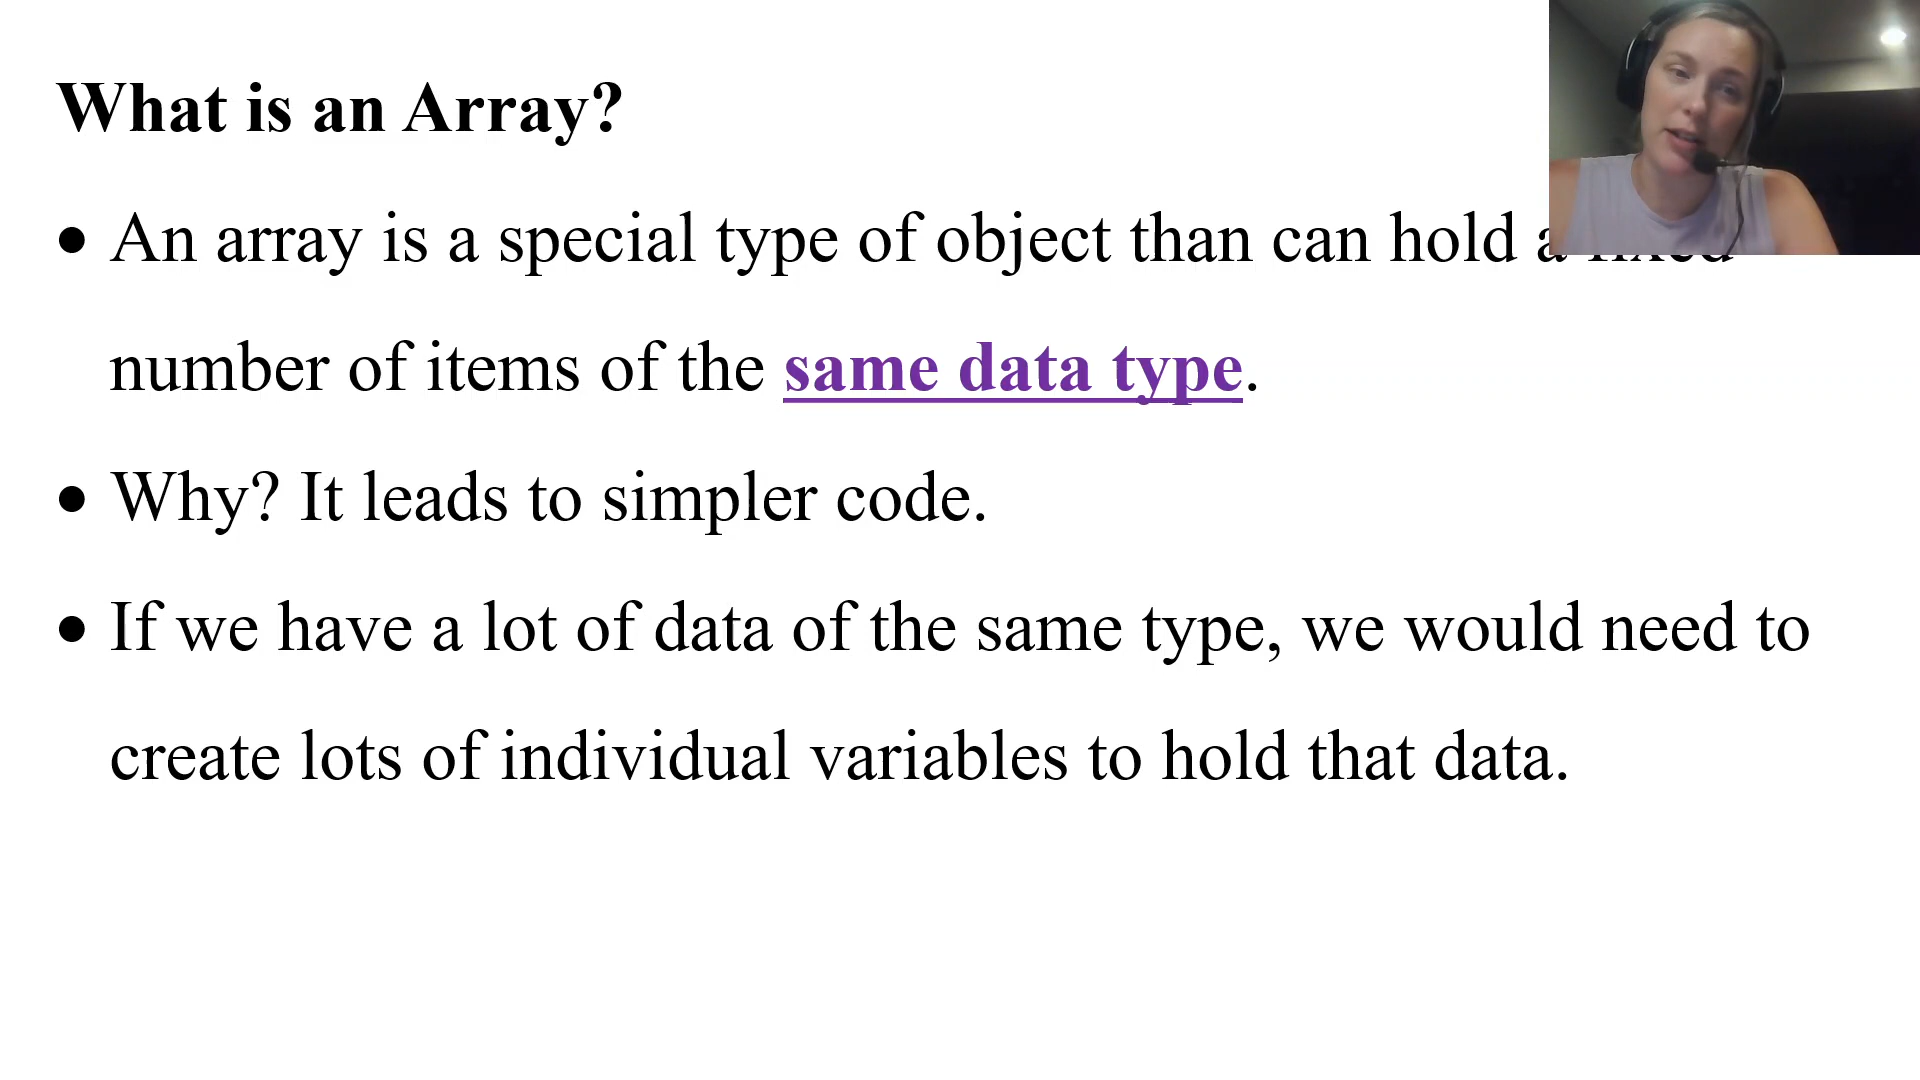 What is an Array?
• An array is a special type of object than can hold a fixed
number of items of the same data type.
• Why? It leads to simpler code.
• If we have a lot of data of the same type, we would need to
create lots of individual variables to hold that data.